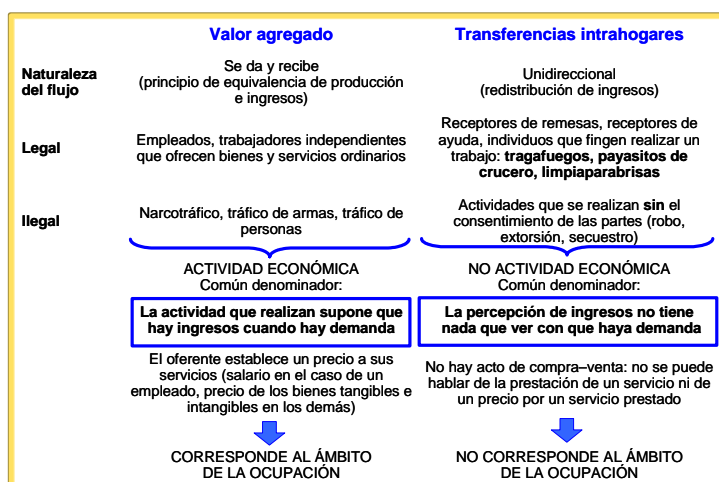 Valor agregado
Transferencias intrahogares
Naturaleza
del flujo
Se da y recibe
(principio de equivalencia de producción
e ingresos)
Unidireccional
(redistribución de ingresos)
Legal
Empleados, trabajadores independientes
que ofrecen bienes y servicios ordinarios
Receptores de remesas, receptores de
ayuda, individuos que fingen realizar un
trabajo: tragafuegos, payasitos de
crucero, limpiaparabrisas
Ilegal
Narcotráfico, tráfico de armas, tráfico de
personas
Actividades que se realizan sin el
consentimiento de las partes (robo,
extorsión, secuestro)
ACTIVIDAD ECONÓMICA
Común denominador:
La actividad que realizan supone que
hay ingresos cuando hay demanda
El oferente establece un precio a sus
servicios (salario en el caso de un
empleado, precio de los bienes tangibles e
intangibles en los demás)
CORRESPONDE AL ÁMBITO
DE LA OCUPACIÓN
NO ACTIVIDAD ECONÓMICA
Común denominador:
La percepción de ingresos no tiene
nada que ver con que haya demanda
No hay acto de compra–venta: no se puede
hablar de la prestación de un servicio ni de
un precio por un servicio prestado
NO CORRESPONDE AL ÁMBITO
DE LA OCUPACIÓN